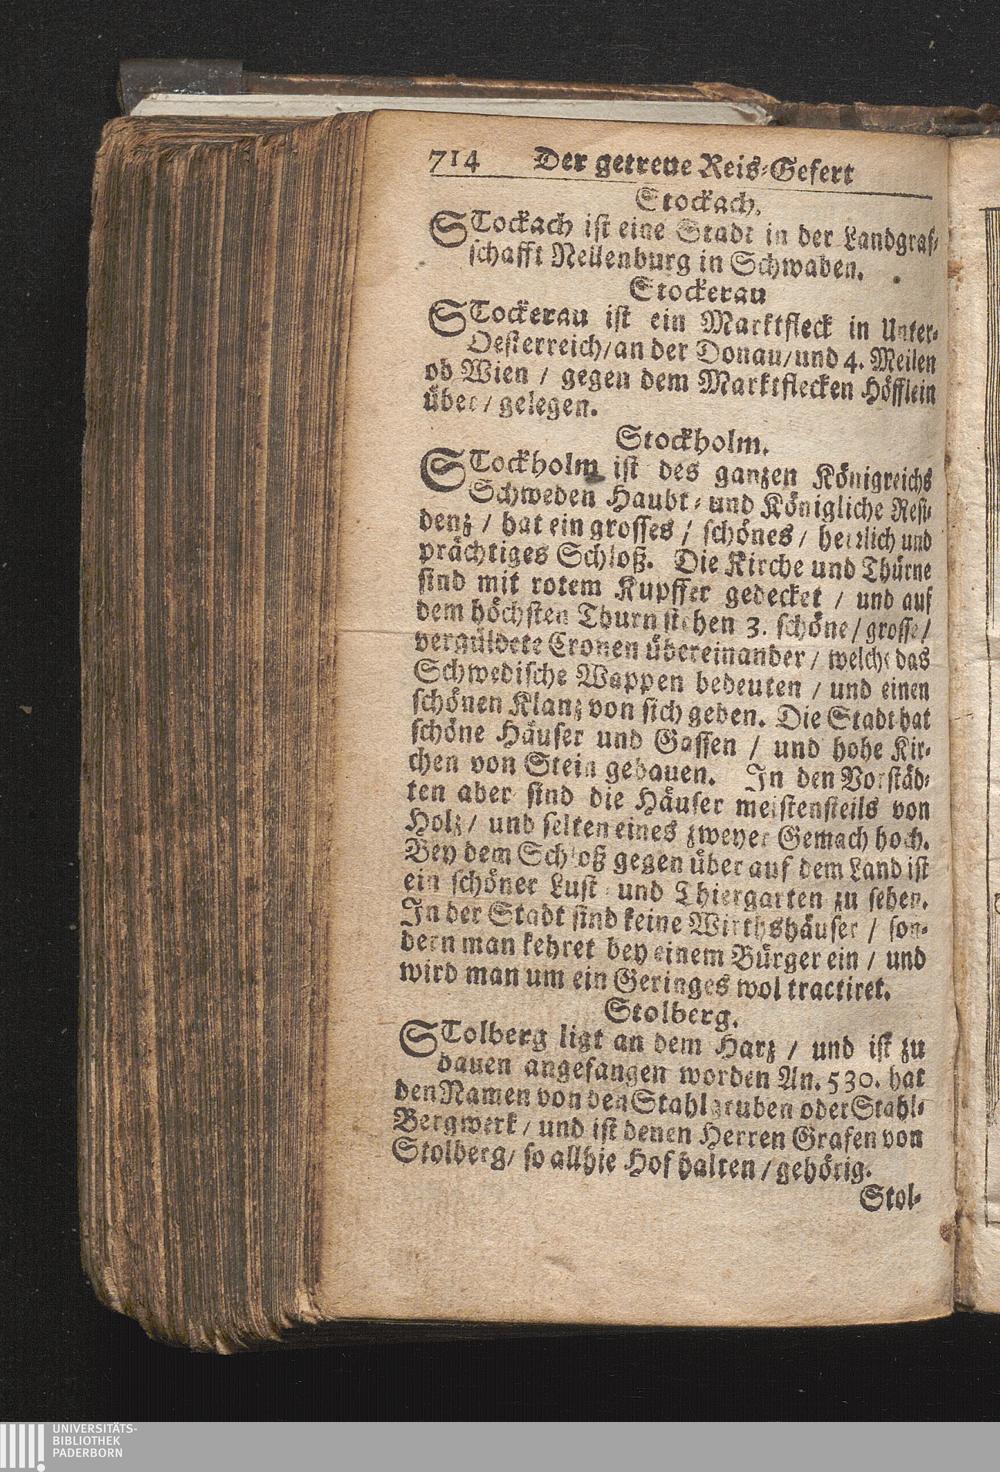 714 Der getreue Reis-Gefert
Stockach.
STockach ist eine Stadt in der Landgraf-
schafft Nellenburg in Schwaben.
Stockerau
STockerau ist ein Marktfleck in Unter-
Oesterreich/ an der Donau/ und 4. Meilen
ob Wien / gegen dem Marktflecken Höfflein
über/ gelegen.
Stockholm.
STockholm ist des ganzen Königreichs
Schweden Haubt- und Königliche Resi-
denz / hat ein grosses / schönes / herrlich und
prächtiges Schloß. Die Kirche und Thürne
sind mit rotem Kupffer gedecket / und auf
dem höchsten Thurn stehen 3. schöne/ grosse/
vergüldete Cronen übereinander / welche das
Schwedische Wappen bedeuten / und einen
schönen Klanz von sich geben. Die Stadt hat
schöne Häuser und Gassen / und hohe Kir-
chen von Stein gebauen. In den Vorstäd-
ten aber sind die Häuser meistensteils von
Holz/ und selten eines zweyer Gemach hoch.
Bey dem Schloß gegen über auf dem Land ist
ein schöner Lust- und Thiergarten zu sehen.
In der Stadt sind keine Wirthshäuser / son-
dern man kehret bey einem Bürger ein / und
wird man um ein Geringes wol tractiret.
Stolberg.
STolberg ligt an dem Harz / und ist zu
bauen angefangen worden An. 530. hat
den Namen von den Stahlgruben oder Stahl-
Bergwerk/ und ist denen Herren Grafen von
Stolberg/ so allhie Hof halten / gehörig.
Stol-
UNIVERSITÄTS-
BIBLIOTHEK
PADERBORN